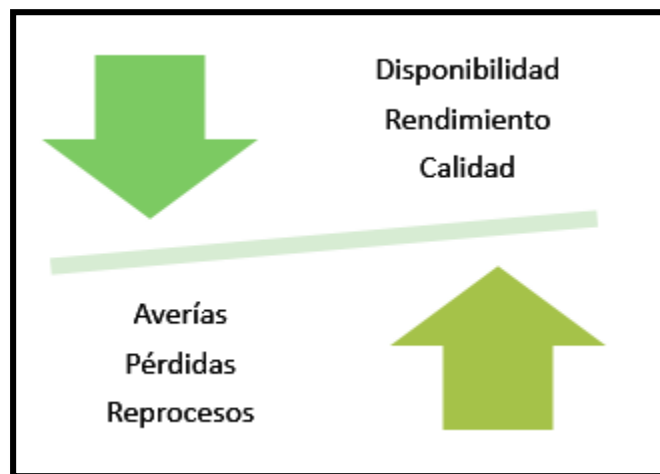 Disponibilidad
Rendimiento
Calidad
Averías
Pérdidas
Reprocesos